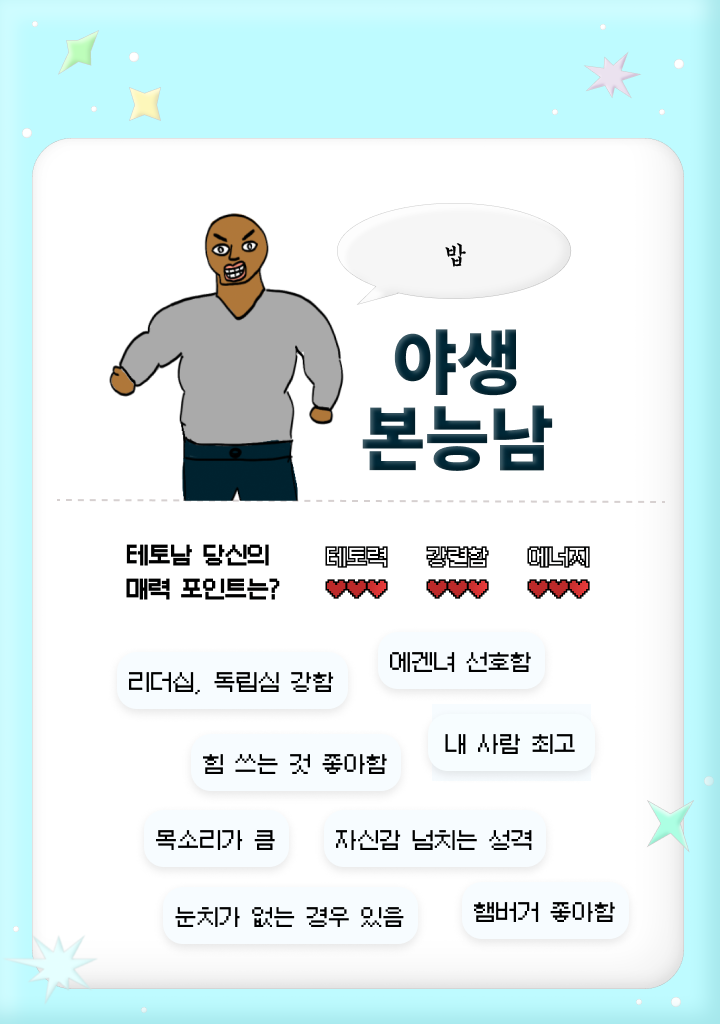 밥
야생
본능남
테토남 당신의
매력 포인트는?
테토력 강련함 에너지
리더십, 독립심 강함
에겐녀 선호함
힘 쓰는 것 좋아함
내 사람 최고
목소리가 큼
자신감 넘치는 성격
눈치가 없는 경우 있음
햄버거 좋아함